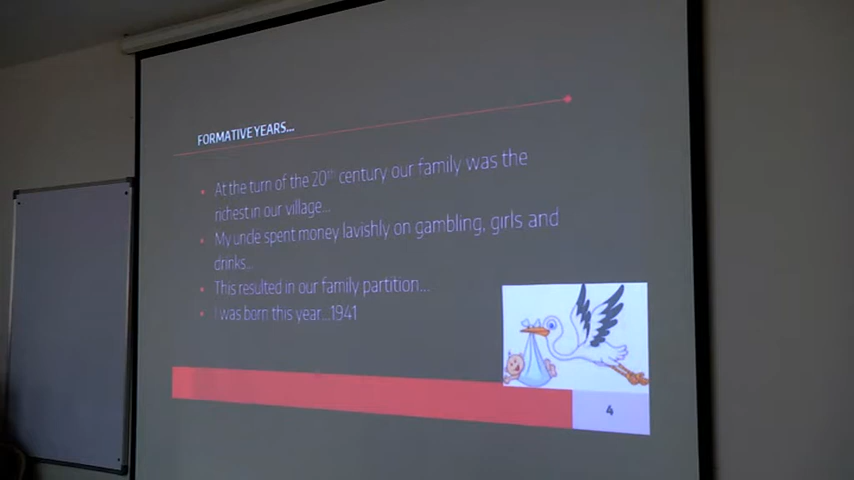 FORMATIVE YEARS...
• At the turn of the 20th century our family was the
richest in our village...
• My uncle spent money lavishly on gambling, girls and
drinks...
• This resulted in our family partition...
• I was born this year...1941
4